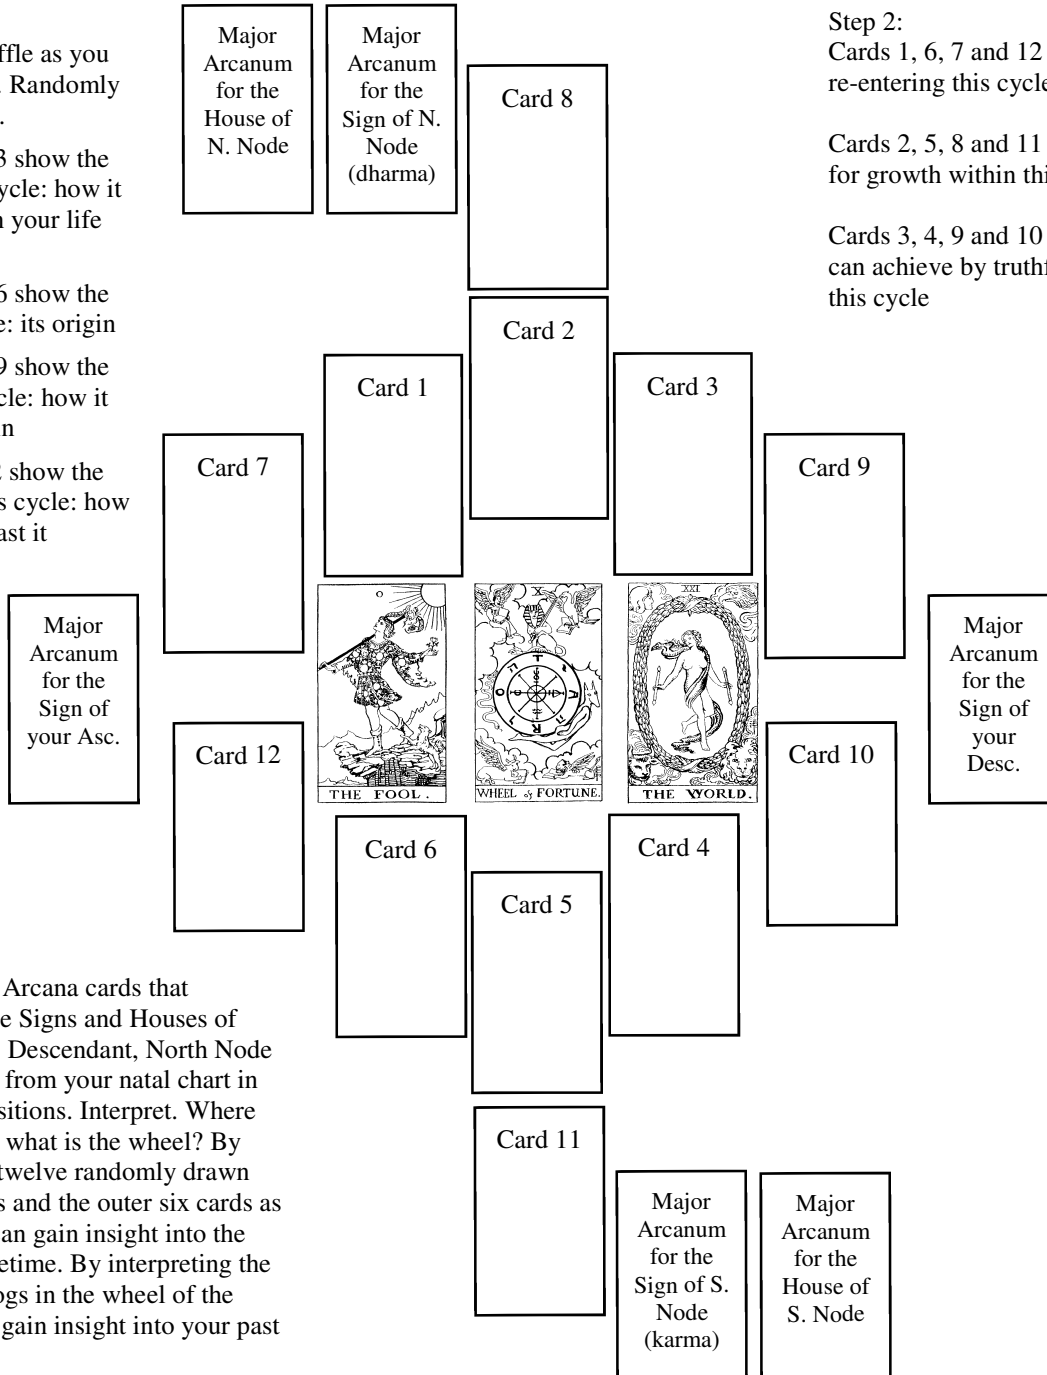 ffle as you
. Randomly
.
3 show the
ycle: how it
n your life
6 show the
e: its origin
9 show the
cle: how it
in
2 show the
s cycle: how
ast it
Major
Arcanum
for the
House of
N. Node
Major
Arcanum
for the
Sign of N.
Node
(dharma)
Card 8
Step 2:
Cards 1, 6, 7 and 12
re-entering this cycle
Cards 2, 5, 8 and 11
for growth within thi
Cards 3, 4, 9 and 10
can achieve by truthf
this cycle
Card 2
Card 1
Card 3
Card 7
Card 9
Major
Arcanum
for the
Sign of
your Asc.
0
THE FOOL.
X
TARO
WHEEL of FORTUNE.
XXI
THE WORLD.
Major
Arcanum
for the
Sign of
your
Desc.
Card 12
Card 10
Card 6
Card 4
Card 5
Arcana cards that
e Signs and Houses of
Descendant, North Node
from your natal chart in
sitions. Interpret. Where
what is the wheel? By
twelve randomly drawn
s and the outer six cards as
an gain insight into the
etime. By interpreting the
ogs in the wheel of the
gain insight into your past
Card 11
Major
Arcanum
for the
Sign of S.
Node
(karma)
Major
Arcanum
for the
House of
S. Node